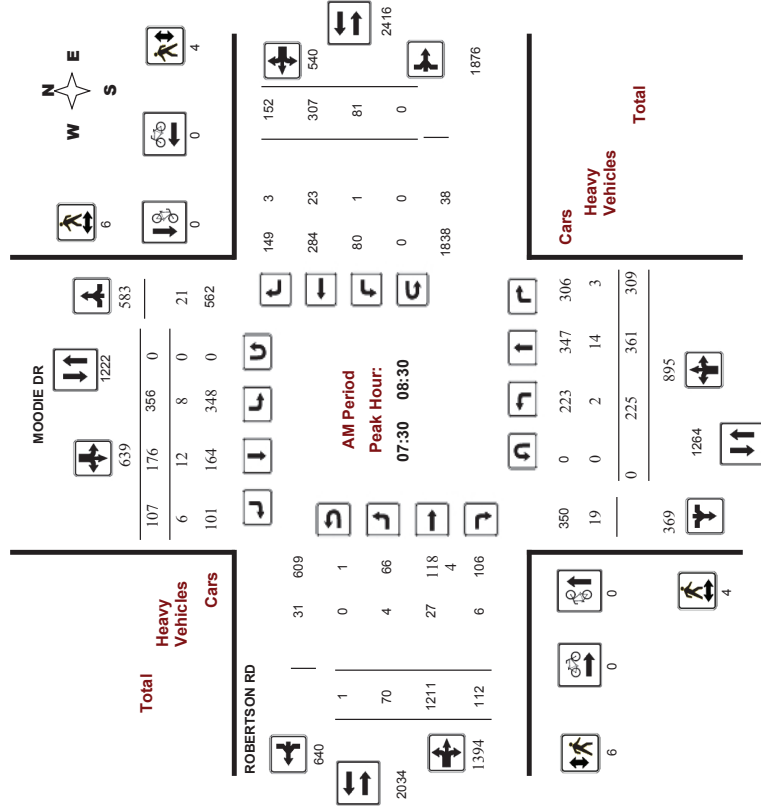 N
W
E
S
6
4
0
0
MOODIE DR
1222
639
583
107 176 356 0
6 12 8 0 21
101 164 348 0 562
Total
Heavy
Vehicles
Cars
2416
540
1876
149 3 152
284 23 307
80 1 81
0 0 0
1838 38
AM Period
Peak Hour:
07:30 08:30
ROBERTSON RD
640
2034
1394
31 609
1 0 1
70 4 66
1211 27 118
4
112 6 106
350 0 223 347 306
Cars
19 0 2 14 3
Heavy
Vehicles
0 225 361 309
Total
369
895
1264
0
0
6
4